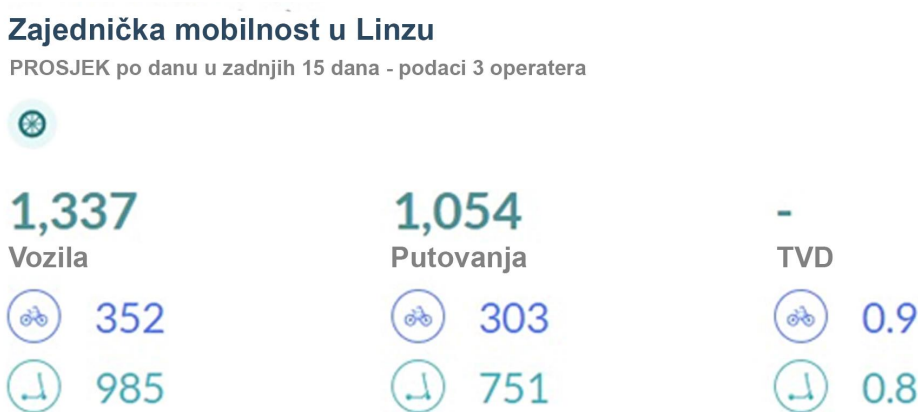 Zajednička mobilnost u Linzu
PROSJEK po danu u zadnjih 15 dana - podaci 3 operatera
1,337 1,054 -
Vozila Putovanja TVD
352 303 0.9
985 751 0.8